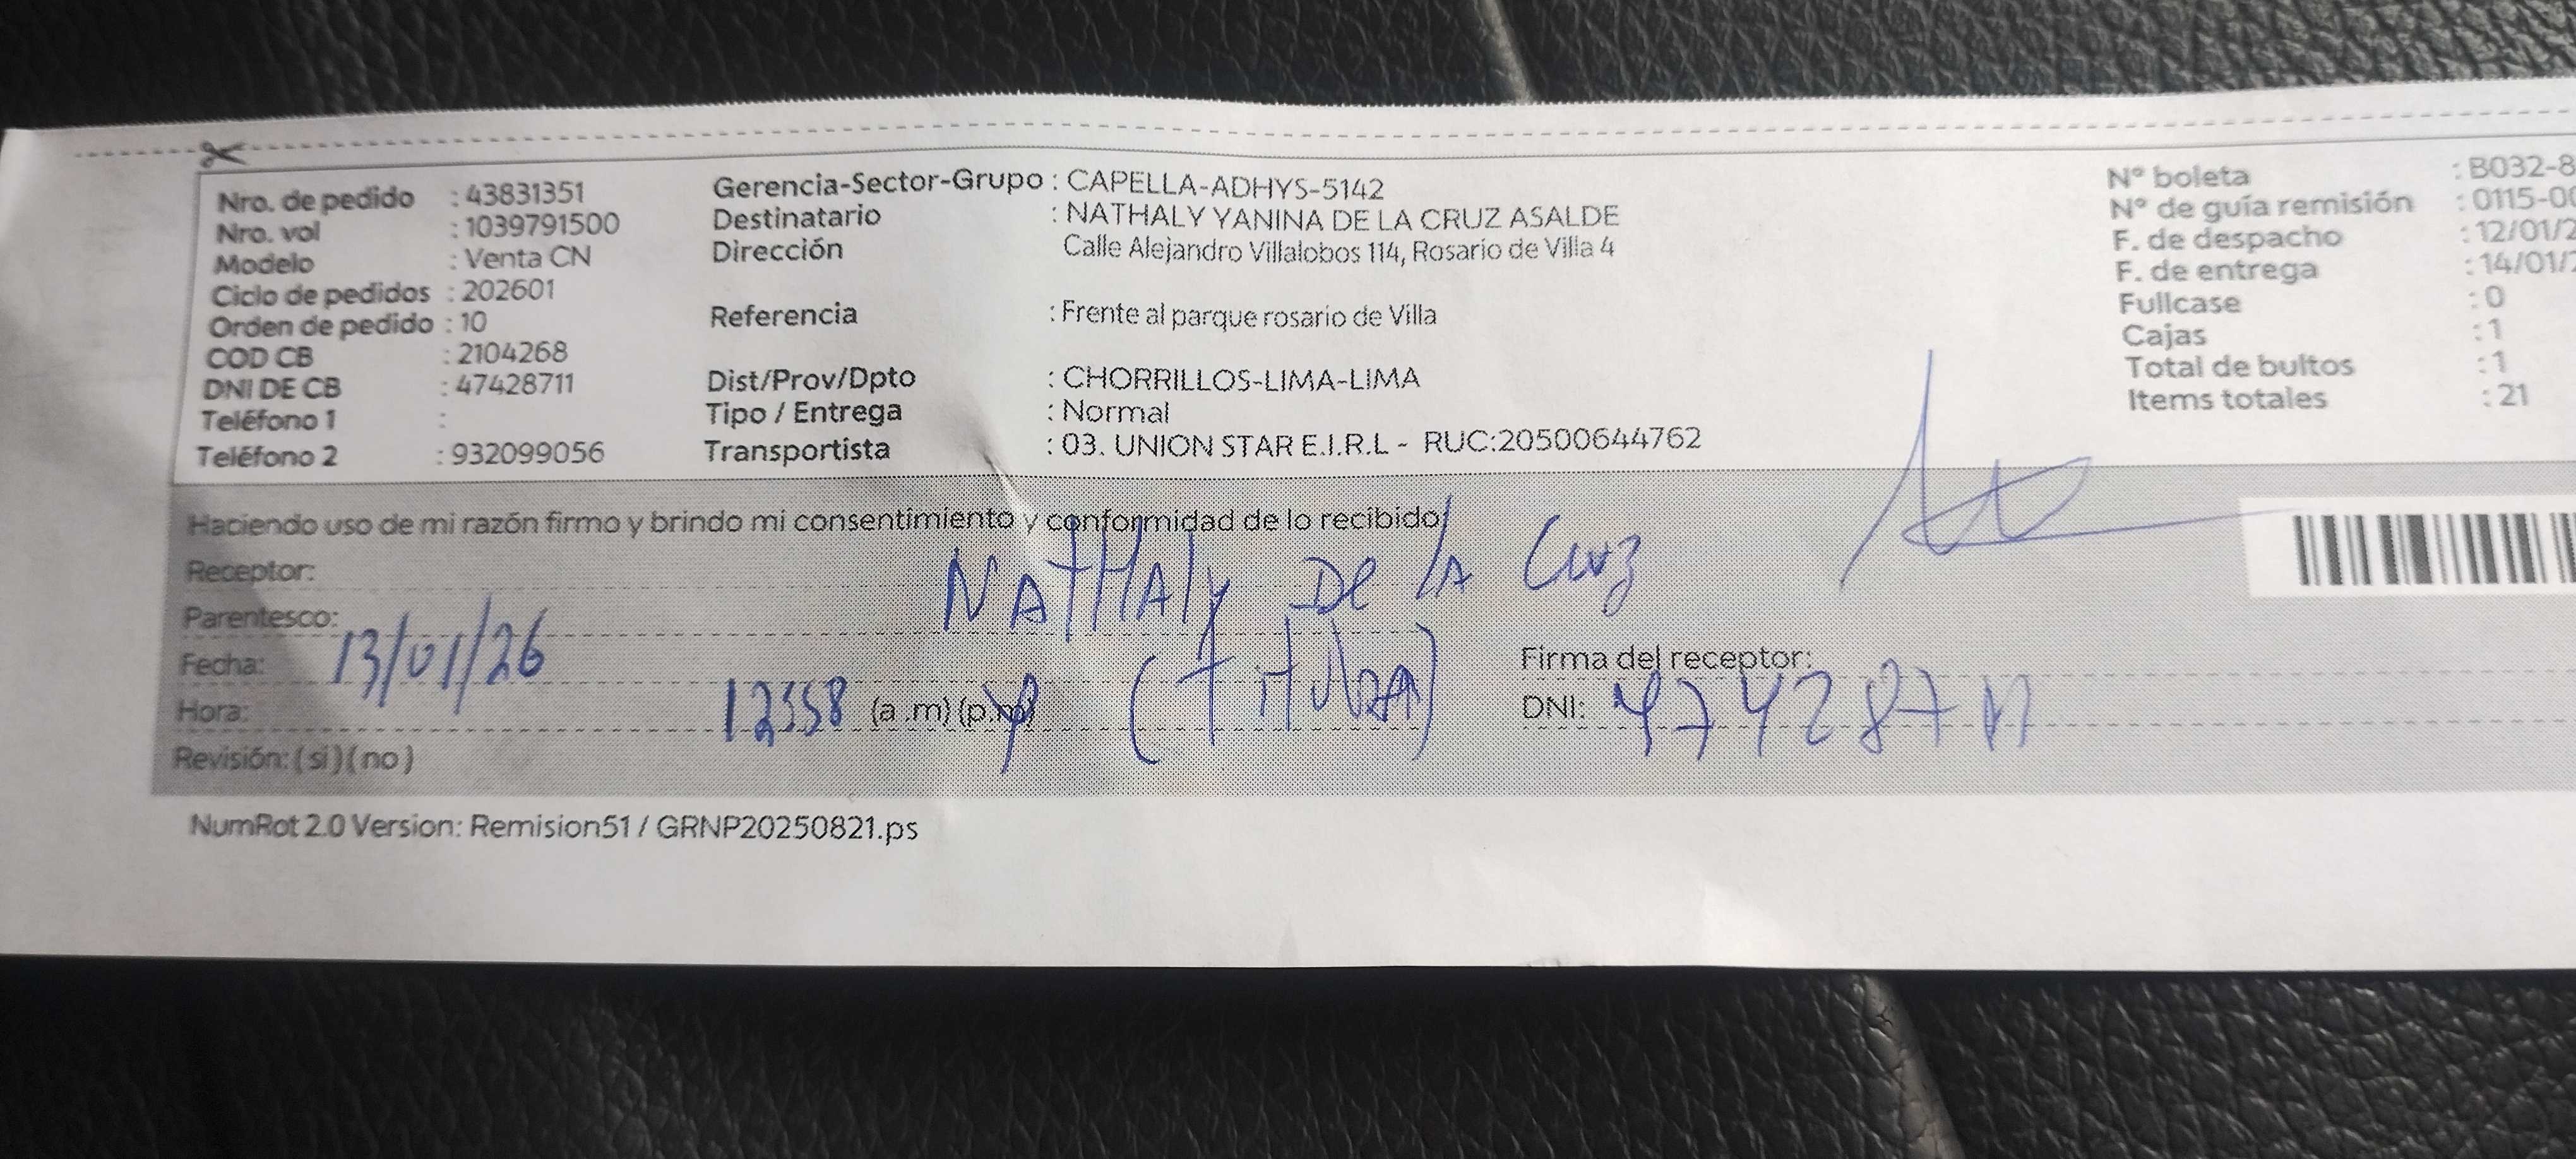 Nro. de pedido : 43831351
Nro. vol : 1039791500
Modelo : Venta CN
Ciclo de pedidos : 202601
Orden de pedido : 10
COD CB : 2104268
DNI DE CB : 47428711
Teléfono 1 :
Teléfono 2 : 932099056
Gerencia-Sector-Grupo : CAPELLA-ADHYS-5142
Destinatario : NATHALY YANINA DE LA CRUZ ASALDE
Dirección Calle Alejandro Villalobos 114, Rosario de Villa 4
Referencia : Frente al parque rosario de Villa
Dist/Prov/Dpto : CHORRILLOS-LIMA-LIMA
Tipo / Entrega : Normal
Transportista : 03. UNION STAR E.I.R.L - RUC:20500644762
N° boleta : B032-8
N° de guía remisión : 0115-00
F. de despacho : 12/01/2
F. de entrega : 14/01/2
Fullcase : 0
Cajas : 1
Total de bultos : 1
Items totales : 21
Haciendo uso de mi razón firmo y brindo mi consentimiento y conformidad de lo recibido
Receptor: NAtHAly De lA Cruz
Parentesco: (titular)
Fecha: 13/01/26
Firma del receptor:
Hora: 12:58 (a.m) (p.m)
DNI: 47428711
Revisión: ( si ) ( no )
NumRot 2.0 Version: Remision51 / GRNP20250821.ps